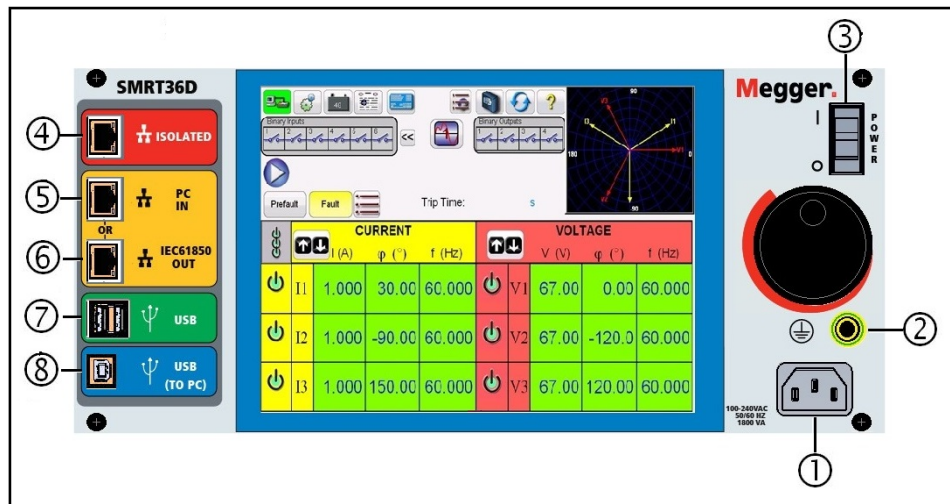 SMRT36D
④
ISOLATED
⑤
PC
IN
OR
⑥
IEC61850
OUT
⑦
USB
⑧
USB
(TO PC)
?
Binary Inputs
1 2 3 4 5 6
<<
Binary Outputs
1 2 3 4
Prefault Fault Trip Time: s
90
180
0
90
I3
I1
V1
CURRENT VOLTAGE
I (A) φ (°) f (Hz) V (V) φ (°) f (Hz)
I1 1.000 30.00 60.000 V1 67.00 0.00 60.000
I2 1.000 -90.00 60.000 V2 67.00 -120.0 60.000
I3 1.000 150.00 60.000 V3 67.00 120.00 60.000
Megger.
③
I
O
POWER
②
100-240VAC
50/60 HZ
1800 VA
①